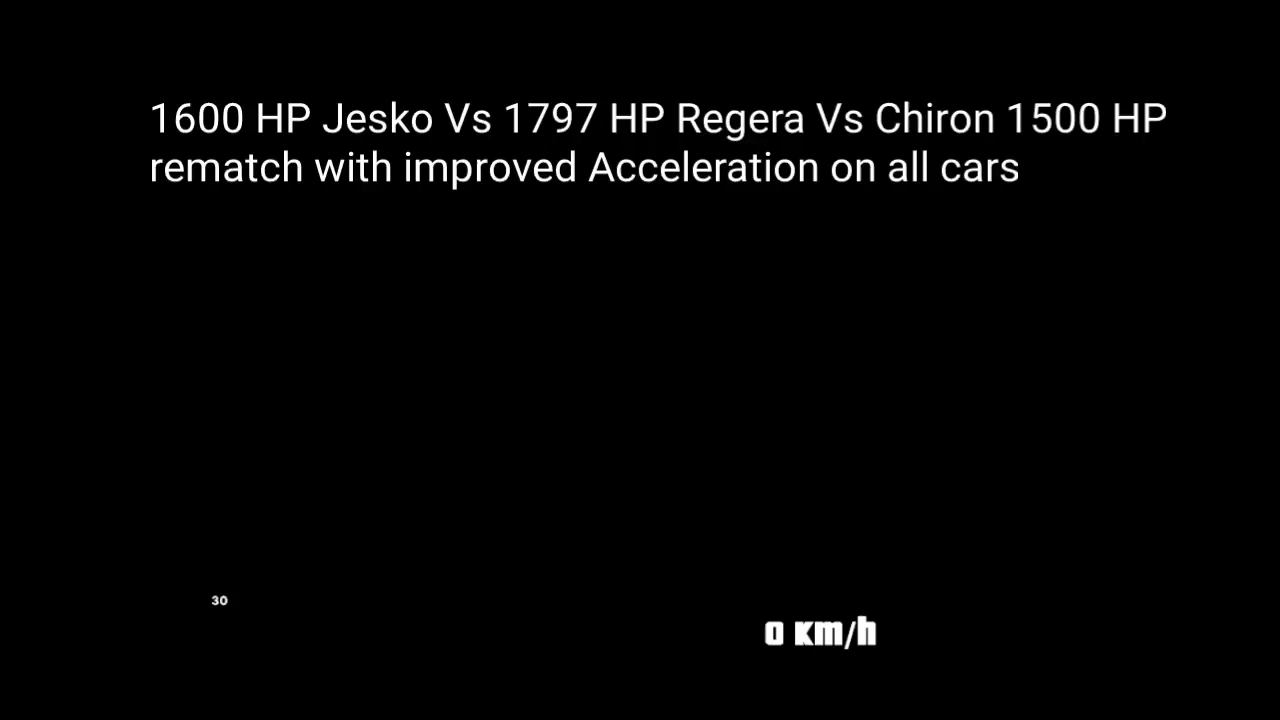 1600 HP Jesko Vs 1797 HP Regera Vs Chiron 1500 HP
rematch with improved Acceleration on all cars
30
0 km/h